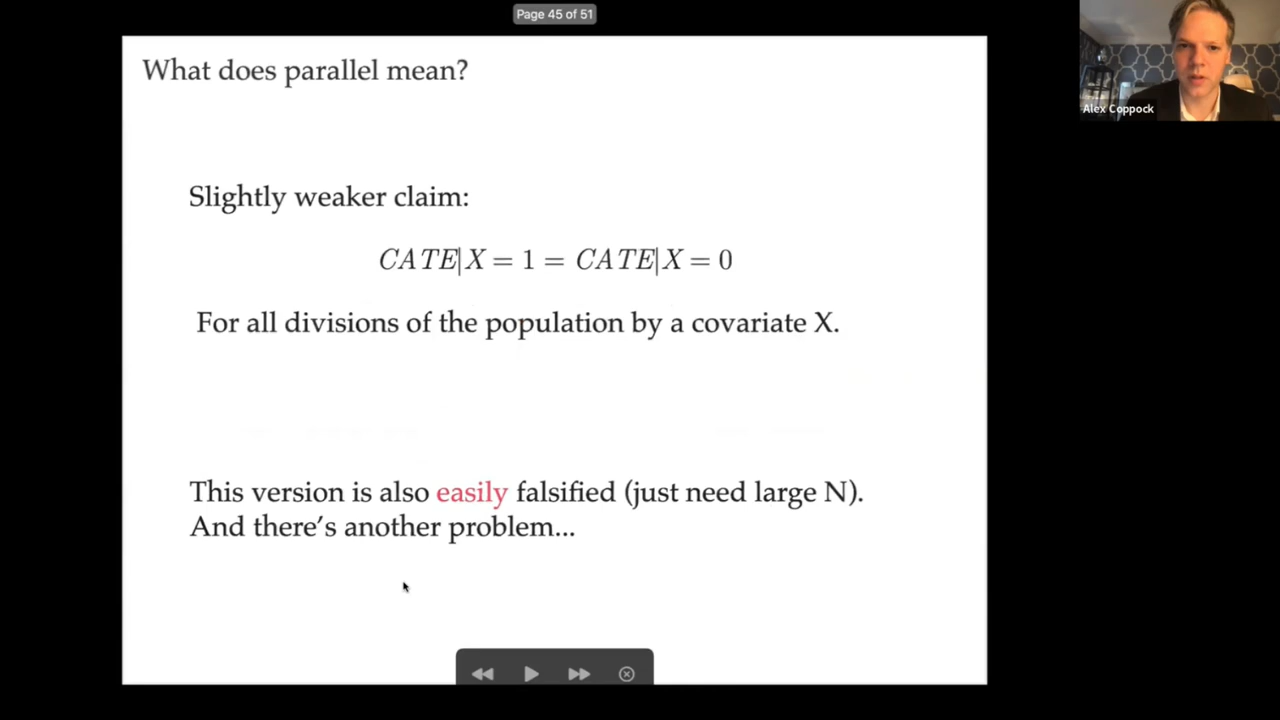 Page 45 of 51
What does parallel mean?
Alex Coppock
Slightly weaker claim:
CATE|X = 1 = CATE|X = 0
For all divisions of the population by a covariate X.
This version is also easily falsified (just need large N).
And there's another problem...